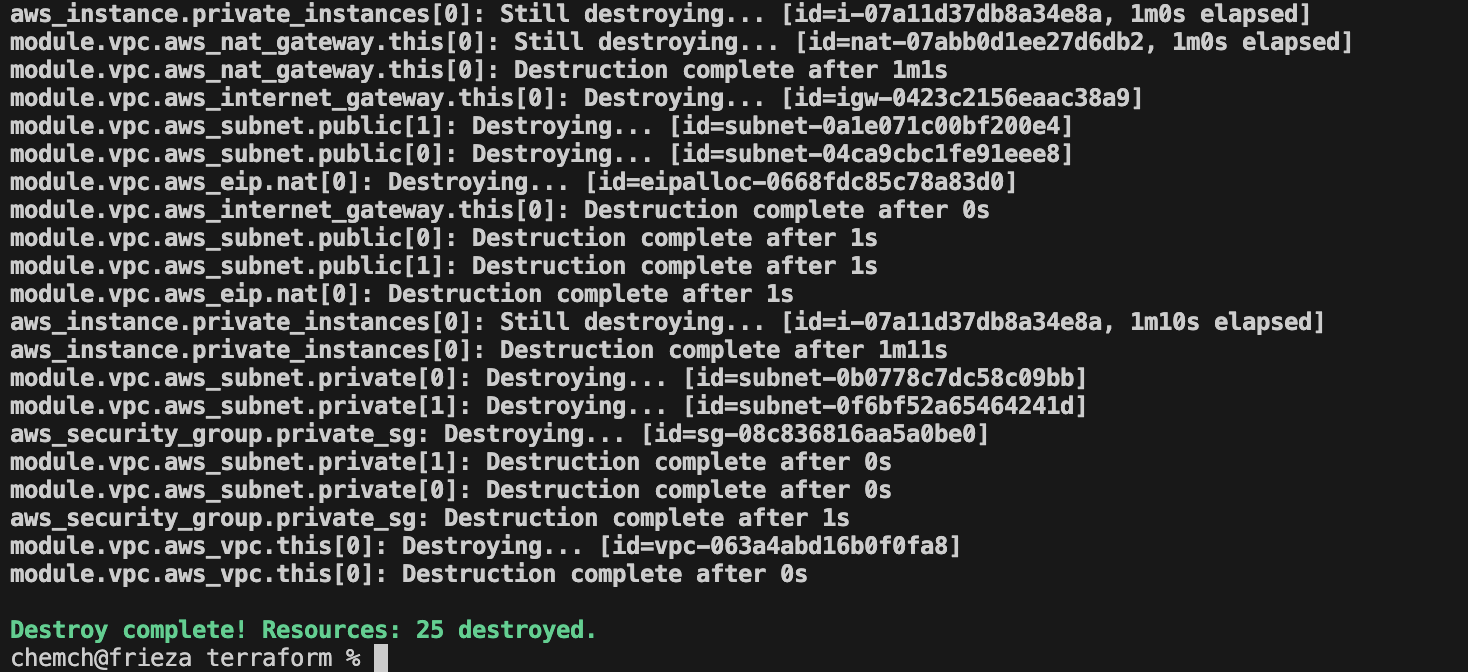 aws_instance.private_instances[0]: Still destroying... [id=i-07a11d37db8a34e8a, 1m0s elapsed]
module.vpc.aws_nat_gateway.this[0]: Still destroying... [id=nat-07abb0d1ee27d6db2, 1m0s elapsed]
module.vpc.aws_nat_gateway.this[0]: Destruction complete after 1m1s
module.vpc.aws_internet_gateway.this[0]: Destroying... [id=igw-0423c2156eaac38a9]
module.vpc.aws_subnet.public[1]: Destroying... [id=subnet-0a1e071c00bf200e4]
module.vpc.aws_subnet.public[0]: Destroying... [id=subnet-04ca9cbc1fe91eee8]
module.vpc.aws_eip.nat[0]: Destroying... [id=eipalloc-0668fdc85c78a83d0]
module.vpc.aws_internet_gateway.this[0]: Destruction complete after 0s
module.vpc.aws_subnet.public[0]: Destruction complete after 1s
module.vpc.aws_subnet.public[1]: Destruction complete after 1s
module.vpc.aws_eip.nat[0]: Destruction complete after 1s
aws_instance.private_instances[0]: Still destroying... [id=i-07a11d37db8a34e8a, 1m10s elapsed]
aws_instance.private_instances[0]: Destruction complete after 1m11s
module.vpc.aws_subnet.private[0]: Destroying... [id=subnet-0b0778c7dc58c09bb]
module.vpc.aws_subnet.private[1]: Destroying... [id=subnet-0f6bf52a65464241d]
aws_security_group.private_sg: Destroying... [id=sg-08c836816aa5a0be0]
module.vpc.aws_subnet.private[1]: Destruction complete after 0s
module.vpc.aws_subnet.private[0]: Destruction complete after 0s
aws_security_group.private_sg: Destruction complete after 1s
module.vpc.aws_vpc.this[0]: Destroying... [id=vpc-063a4abd16b0f0fa8]
module.vpc.aws_vpc.this[0]: Destruction complete after 0s
Destroy complete! Resources: 25 destroyed.
chemch@frieza terraform %